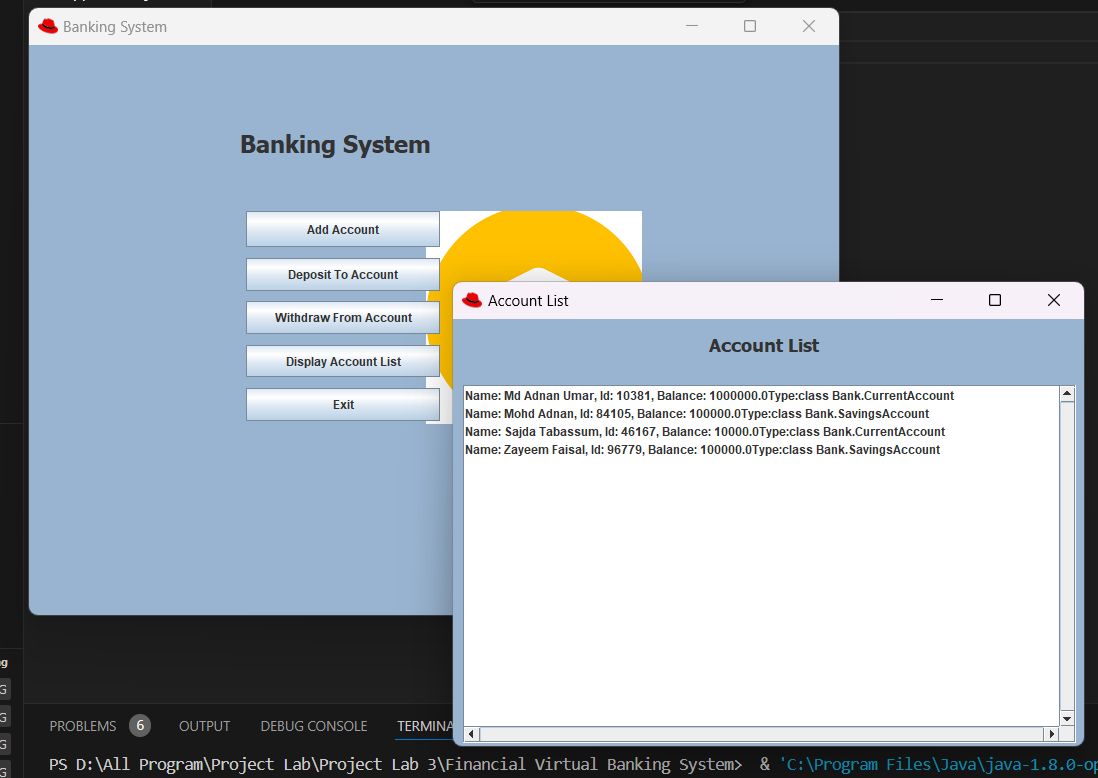 Banking System
Banking System
Add Account
Deposit To Account
Withdraw From Account
Display Account List
Exit
Account List
Account List
Name: Md Adnan Umar, Id: 10381, Balance: 1000000.0Type:class Bank.CurrentAccount
Name: Mohd Adnan, Id: 84105, Balance: 100000.0Type:class Bank.SavingsAccount
Name: Sajda Tabassum, Id: 46167, Balance: 10000.0Type:class Bank.CurrentAccount
Name: Zayeem Faisal, Id: 96779, Balance: 100000.0Type:class Bank.SavingsAccount
PROBLEMS 6 OUTPUT DEBUG CONSOLE TERMINA
PS D:\All Program\Project Lab\Project Lab 3\Financial Virtual Banking System> & 'C:\Program Files\Java\java-1.8.0-op